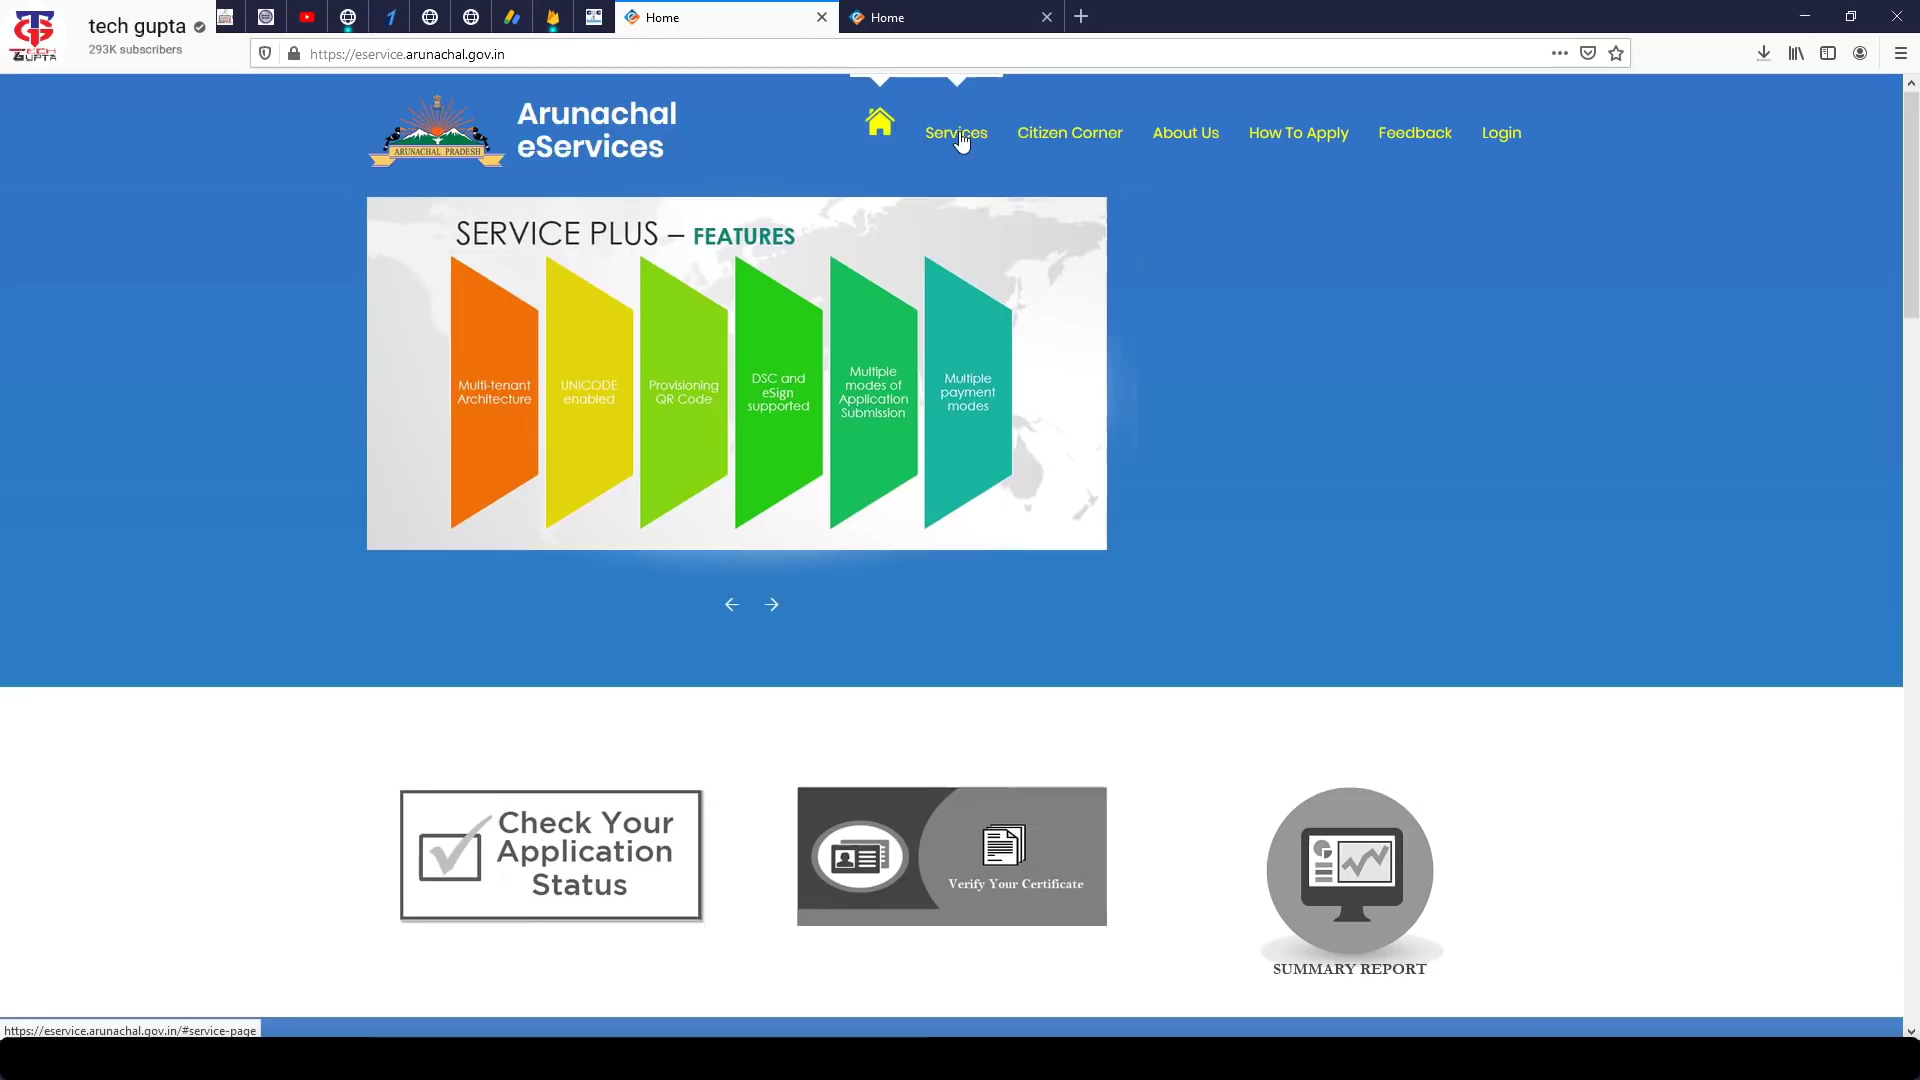 tech gupta
293K subscribers
TECH
GUPTA
Home
Home
https://eservice.arunachal.gov.in
ARUNACHAL PRADESH
Arunachal
eServices
Services
Citizen Corner
About Us
How To Apply
Feedback
Login
SERVICE PLUS – FEATURES
Multi-tenant
Architecture
UNICODE
enabled
Provisioning
QR Code
DSC and
eSign
supported
Multiple
modes of
Application
Submission
Multiple
payment
modes
Check Your
Application
Status
Verify Your Certificate
SUMMARY REPORT
https://eservice.arunachal.gov.in/#service-page